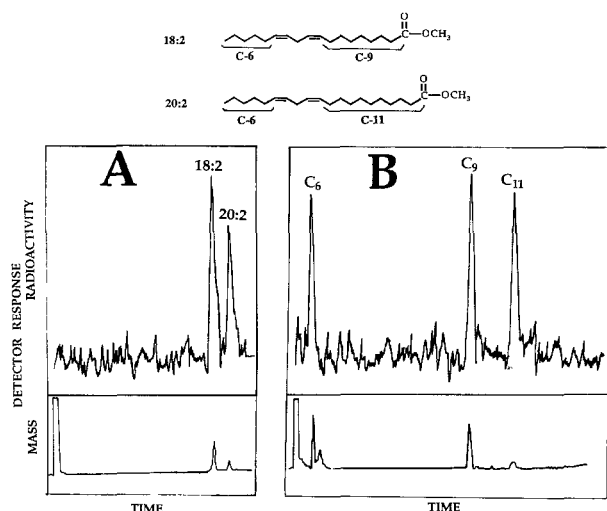 18:2
O
C—OCH3
C-6
C-9
20:2
O
C—OCH3
C-6
C-11
A
18:2
20:2
B
C6
C9
C11
DETECTOR RESPONSE
RADIOACTIVITY
MASS
TIME
TIME